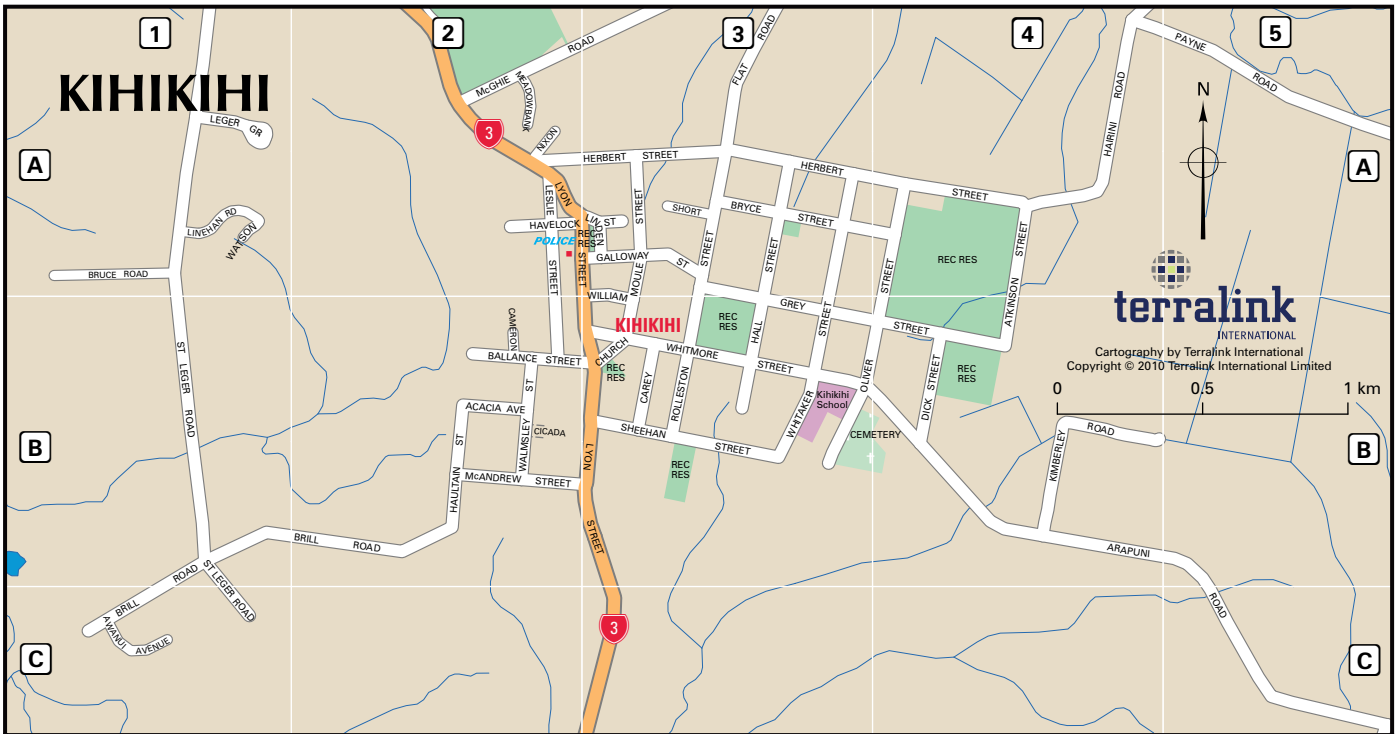 1
2
3
4
5
KIHIKIHI
McGHIE ROAD
MEADOWBANK
FLAT ROAD
PAYNE ROAD
HAIRINI ROAD
N
LEGER GR
3
NIXON
A
A
HERBERT STREET
HERBERT STREET
LYON
LESLIE STREET
MOULE STREET
LINEHAN RD
WATSON
HAVELOCK
LINDEN
ST
SHORT
BRYCE STREET
POLICE
REC
RES
STREET
GALLOWAY ST
STREET
STREET
STREET
REC RES
ATKINSON STREET
BRUCE ROAD
WILLIAM
GREY STREET
terralink
INTERNATIONAL
Cartography by Terralink International
Copyright © 2010 Terralink International Limited
0 0.5 1 km
CAMERON
KIHIKIHI
REC
RES
HALL
STREET
BALLANCE STREET
CHURCH
WHITMORE STREET
REC
RES
CAREY
ROLLESTON
OLIVER
DICK STREET
REC
RES
ST LEGER ROAD
ACACIA AVE
WALMSLEY ST
CICADA
WHITAKER
Kihikihi
School
CEMETERY
SHEEHAN STREET
B
B
HAULTAIN ST
LYON
STREET
McANDREW STREET
REC
RES
KIMBERLEY ROAD
BRILL ROAD
BRILL ROAD
ST LEGER ROAD
ARAPUNI ROAD
AWANUI AVENUE
3
C
C